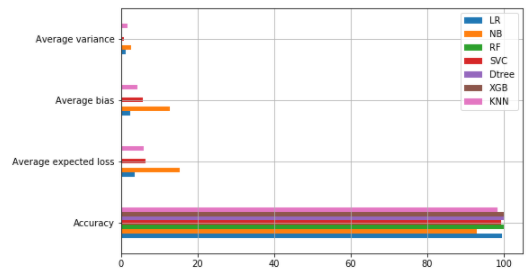 Average variance
Average bias
Average expected loss
Accuracy
0 20 40 60 80 100
LR
NB
RF
SVC
Dtree
XGB
KNN